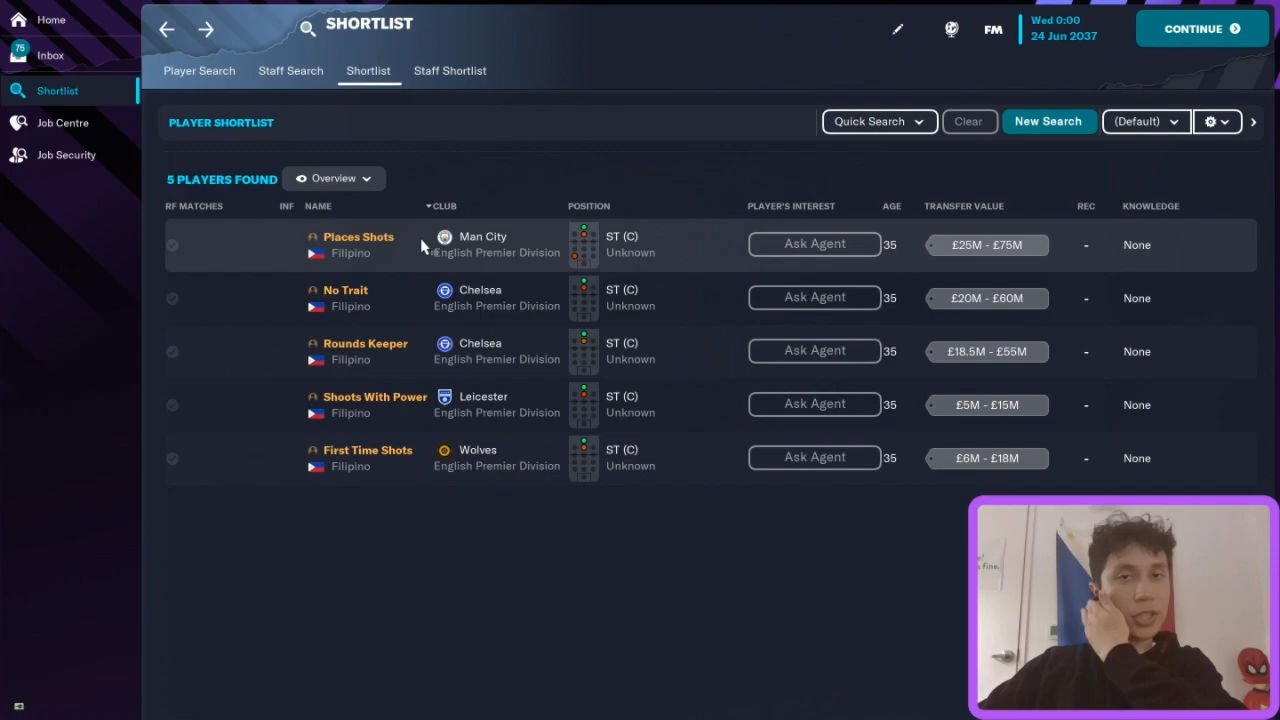 Home
SHORTLIST
FM
Wed 0:00
24 Jun 2037
CONTINUE
75
Inbox
Player Search
Staff Search
Shortlist
Staff Shortlist
Shortlist
Job Centre
Job Security
PLAYER SHORTLIST
Quick Search
Clear
New Search
(Default)
5 PLAYERS FOUND
Overview
RF MATCHES INF NAME CLUB POSITION PLAYER'S INTEREST AGE TRANSFER VALUE REC KNOWLEDGE
Places Shots Man City ST (C) Ask Agent 35 £25M - £75M - None
Filipino English Premier Division Unknown
No Trait Chelsea ST (C) Ask Agent 35 £20M - £60M - None
Filipino English Premier Division Unknown
Rounds Keeper Chelsea ST (C) Ask Agent 35 £18.5M - £55M - None
Filipino English Premier Division Unknown
Shoots With Power Leicester ST (C) Ask Agent 35 £5M - £15M - None
Filipino English Premier Division Unknown
First Time Shots Wolves ST (C) Ask Agent 35 £6M - £18M - None
Filipino English Premier Division Unknown
fine.